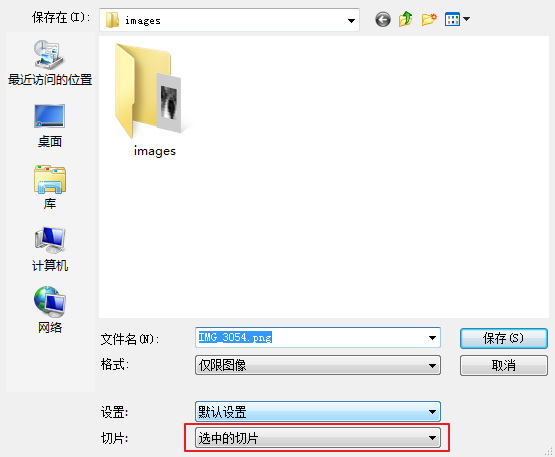 保存在(I):
images
最近访问的位置
桌面
库
计算机
网络
images
文件名(N):
IMG_3054.png
保存(S)
格式:
仅限图像
取消
设置:
默认设置
切片:
选中的切片